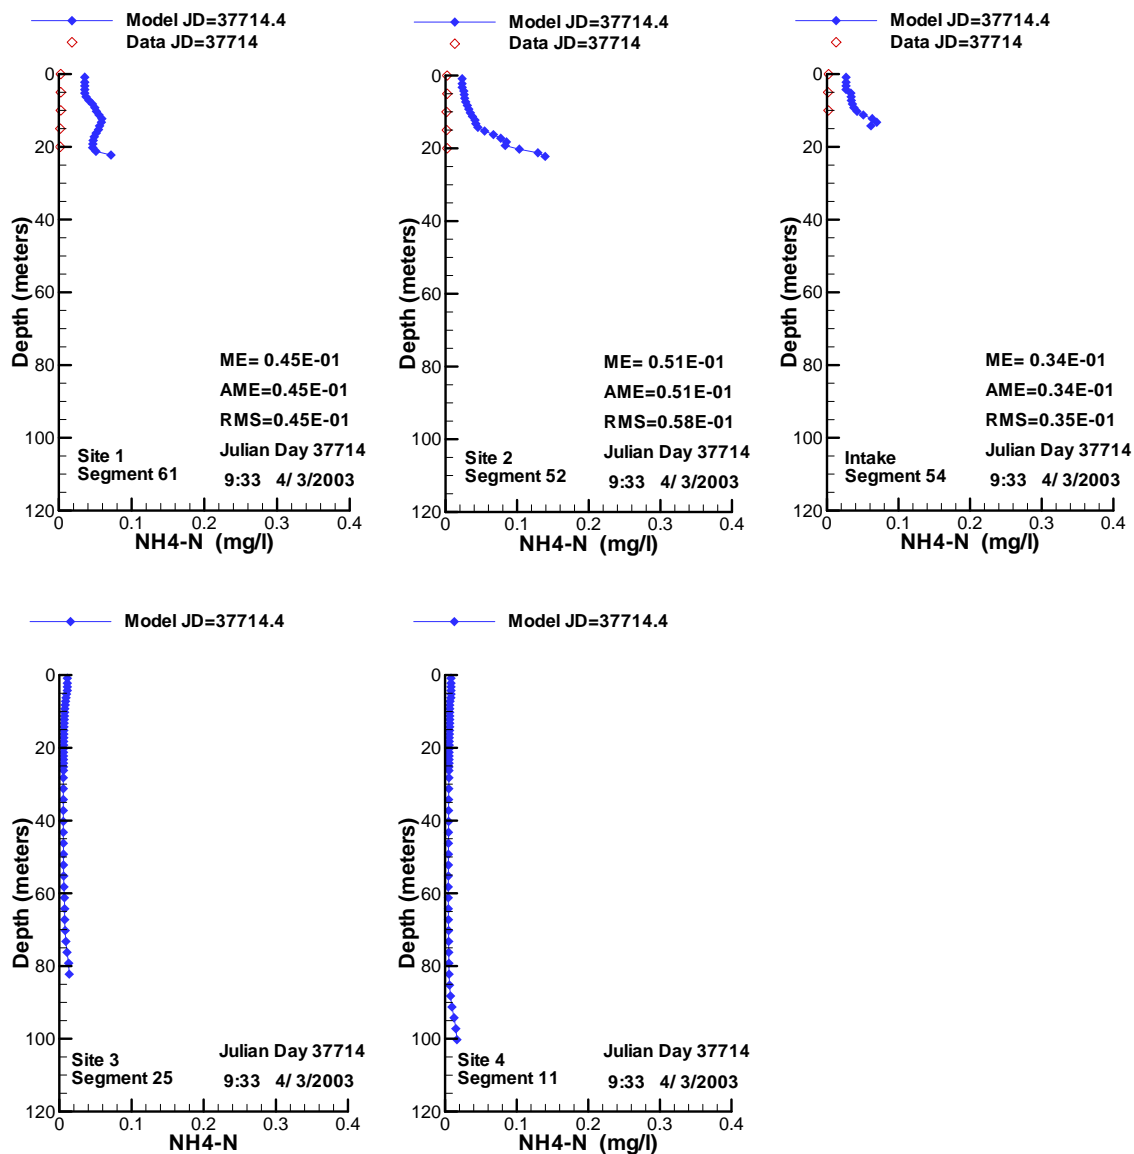 Model JD=37714.4
Data JD=37714
0
20
40
60
80
100
120
Depth (meters)
ME= 0.45E-01
AME=0.45E-01
RMS=0.45E-01
Julian Day 37714
9:33 4/ 3/2003
Site 1
Segment 61
0 0.1 0.2 0.3 0.4
NH4-N (mg/l)
Model JD=37714.4
Data JD=37714
0
20
40
60
80
100
120
Depth (meters)
ME= 0.51E-01
AME=0.51E-01
RMS=0.58E-01
Julian Day 37714
9:33 4/ 3/2003
Site 2
Segment 52
0 0.1 0.2 0.3 0.4
NH4-N (mg/l)
Model JD=37714.4
Data JD=37714
0
20
40
60
80
100
120
Depth (meters)
ME= 0.34E-01
AME=0.34E-01
RMS=0.35E-01
Julian Day 37714
9:33 4/ 3/2003
Intake
Segment 54
0 0.1 0.2 0.3 0.4
NH4-N (mg/l)
Model JD=37714.4
0
20
40
60
80
100
120
Depth (meters)
Julian Day 37714
9:33 4/ 3/2003
Site 3
Segment 25
0 0.1 0.2 0.3 0.4
NH4-N
Model JD=37714.4
0
20
40
60
80
100
120
Depth (meters)
Julian Day 37714
9:33 4/ 3/2003
Site 4
Segment 11
0 0.1 0.2 0.3 0.4
NH4-N (mg/l)